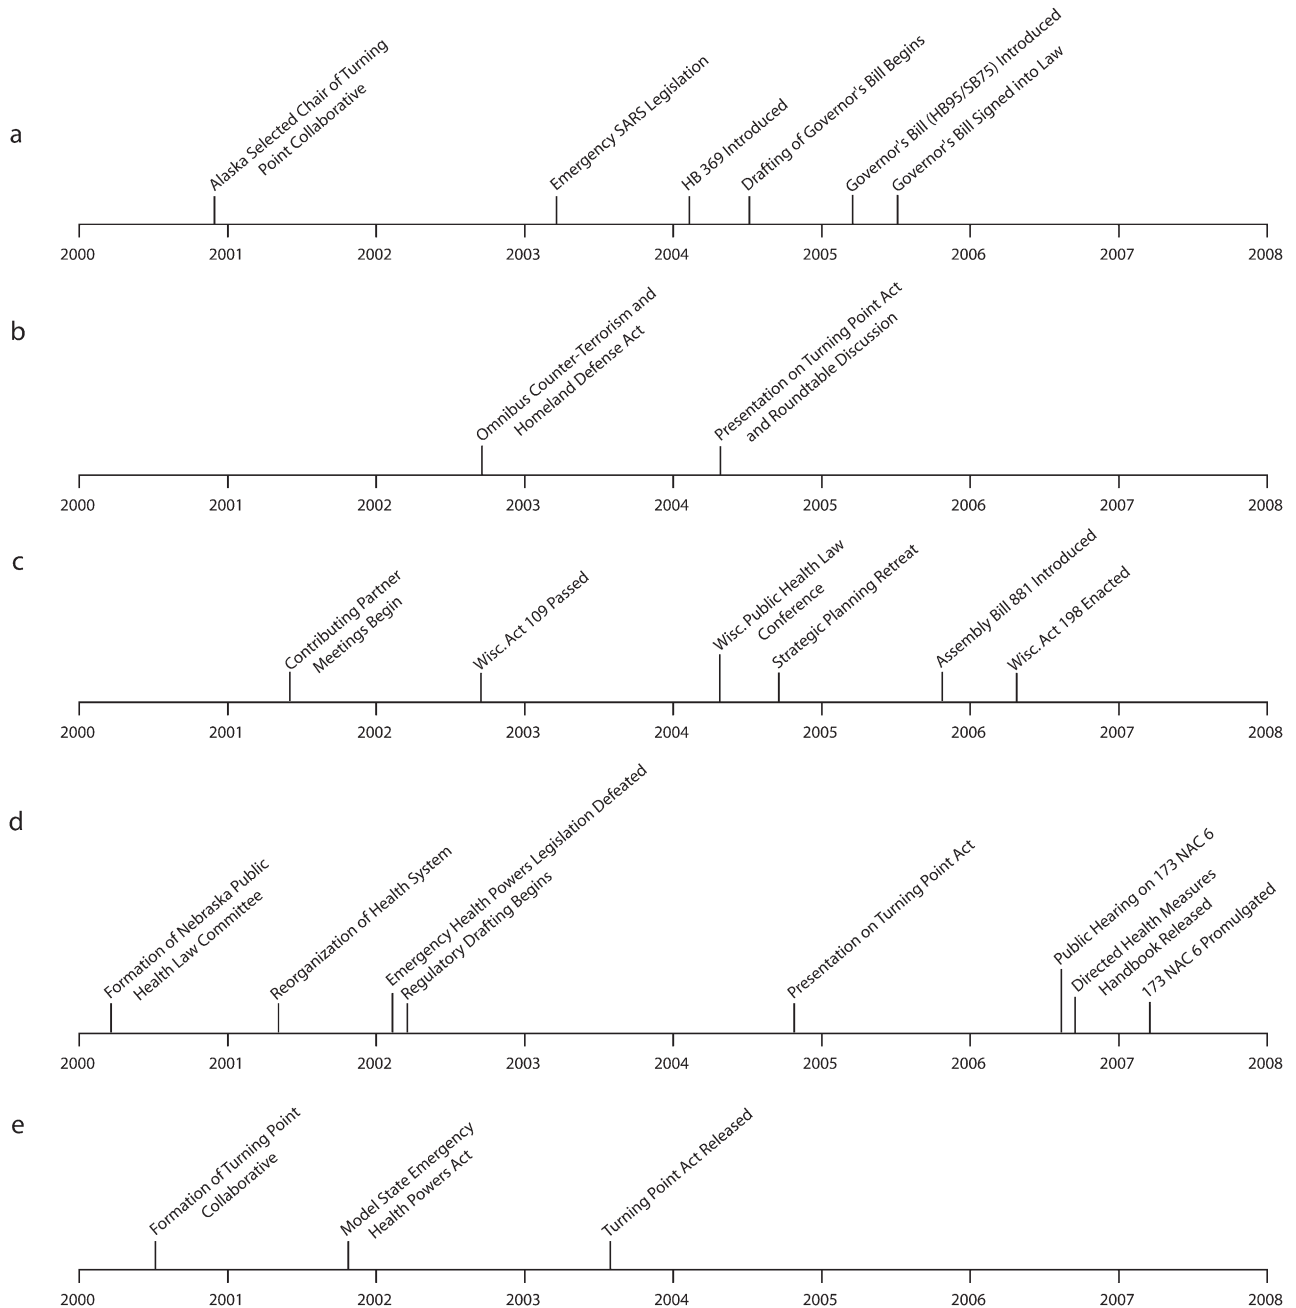 a
Alaska Selected Chair of Turning
Point Collaborative
Emergency SARS Legislation
HB 369 Introduced
Drafting of Governor's Bill Begins
Governor's Bill (HB95/SB75) Introduced
Governor's Bill Signed into Law
2000 2001 2002 2003 2004 2005 2006 2007 2008
b
Omnibus Counter-Terrorism and
Homeland Defense Act
Presentation on Turning Point Act
and Roundtable Discussion
2000 2001 2002 2003 2004 2005 2006 2007 2008
c
Contributing Partner
Meetings Begin
Wisc. Act 109 Passed
Wisc. Public Health Law
Conference
Strategic Planning Retreat
Assembly Bill 881 Introduced
Wisc. Act 198 Enacted
2000 2001 2002 2003 2004 2005 2006 2007 2008
d
Formation of Nebraska Public
Health Law Committee
Reorganization of Health System
Emergency Health Powers Legislation Defeated
Regulatory Drafting Begins
Presentation on Turning Point Act
Public Hearing on 173 NAC 6
Directed Health Measures
Handbook Released
173 NAC 6 Promulgated
2000 2001 2002 2003 2004 2005 2006 2007 2008
e
Formation of Turning Point
Collaborative
Model State Emergency
Health Powers Act
Turning Point Act Released
2000 2001 2002 2003 2004 2005 2006 2007 2008